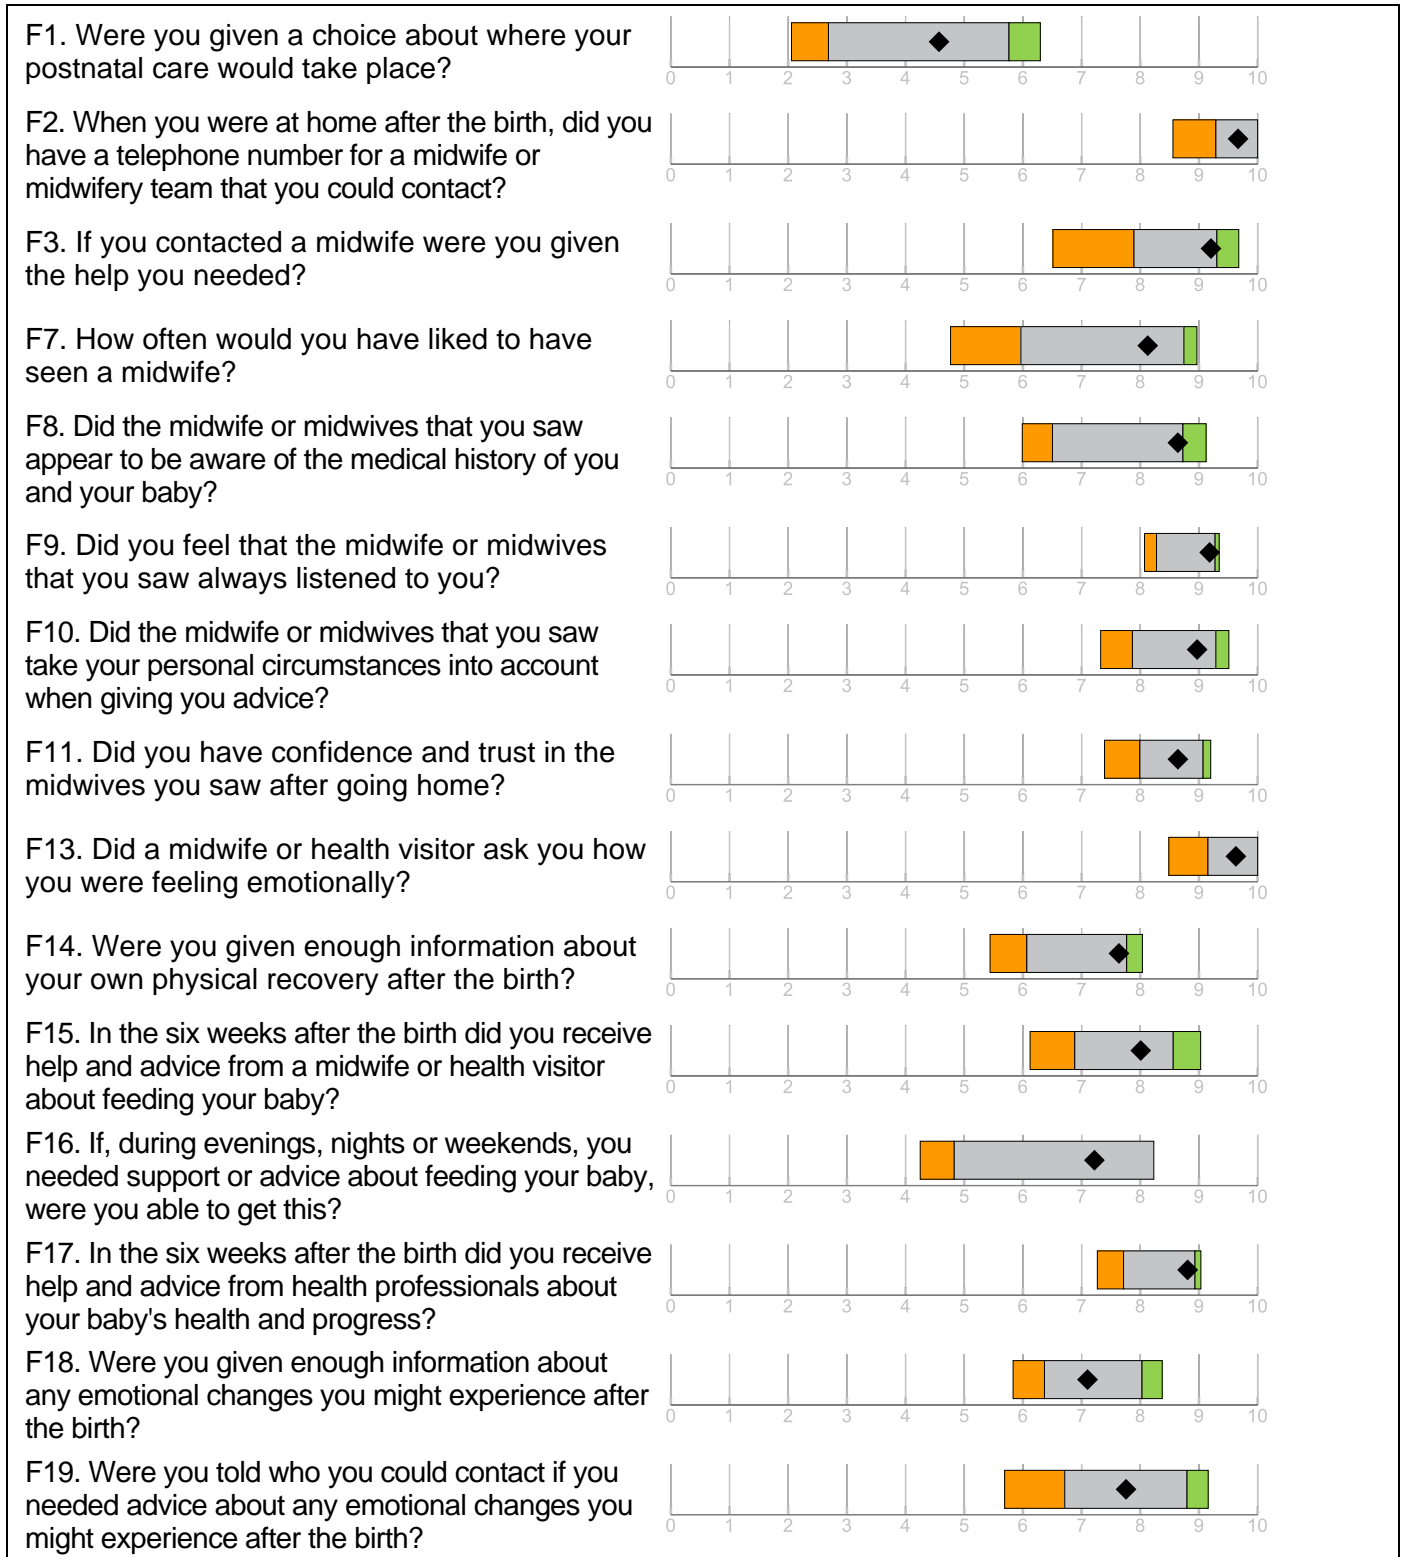 F1. Were you given a choice about where your
postnatal care would take place?
0 1 2 3 4 5 6 7 8 9 10
F2. When you were at home after the birth, did you
have a telephone number for a midwife or
midwifery team that you could contact?
0 1 2 3 4 5 6 7 8 9 10
F3. If you contacted a midwife were you given
the help you needed?
0 1 2 3 4 5 6 7 8 9 10
F7. How often would you have liked to have
seen a midwife?
0 1 2 3 4 5 6 7 8 9 10
F8. Did the midwife or midwives that you saw
appear to be aware of the medical history of you
and your baby?
0 1 2 3 4 5 6 7 8 9 10
F9. Did you feel that the midwife or midwives
that you saw always listened to you?
0 1 2 3 4 5 6 7 8 9 10
F10. Did the midwife or midwives that you saw
take your personal circumstances into account
when giving you advice?
0 1 2 3 4 5 6 7 8 9 10
F11. Did you have confidence and trust in the
midwives you saw after going home?
0 1 2 3 4 5 6 7 8 9 10
F13. Did a midwife or health visitor ask you how
you were feeling emotionally?
0 1 2 3 4 5 6 7 8 9 10
F14. Were you given enough information about
your own physical recovery after the birth?
0 1 2 3 4 5 6 7 8 9 10
F15. In the six weeks after the birth did you receive
help and advice from a midwife or health visitor
about feeding your baby?
0 1 2 3 4 5 6 7 8 9 10
F16. If, during evenings, nights or weekends, you
needed support or advice about feeding your baby,
were you able to get this?
0 1 2 3 4 5 6 7 8 9 10
F17. In the six weeks after the birth did you receive
help and advice from health professionals about
your baby's health and progress?
0 1 2 3 4 5 6 7 8 9 10
F18. Were you given enough information about
any emotional changes you might experience after
the birth?
0 1 2 3 4 5 6 7 8 9 10
F19. Were you told who you could contact if you
needed advice about any emotional changes you
might experience after the birth?
0 1 2 3 4 5 6 7 8 9 10